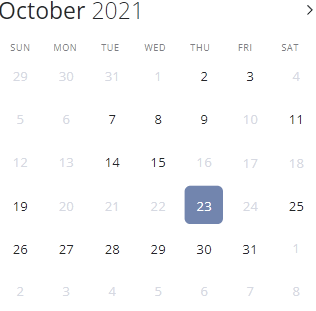 October 2021
SUN MON TUE WED THU FRI SAT
29 30 31 1 2 3 4
5 6 7 8 9 10 11
12 13 14 15 16 17 18
19 20 21 22 23 24 25
26 27 28 29 30 31 1
2 3 4 5 6 7 8